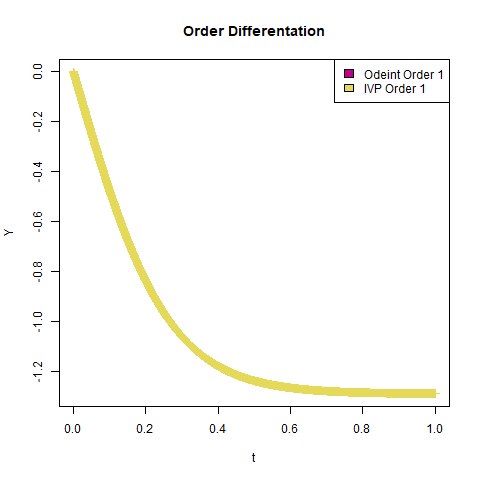 Order Differentation
Odeint Order 1
IVP Order 1
Y
0.0
-0.2
-0.4
-0.6
-0.8
-1.0
-1.2
0.0 0.2 0.4 0.6 0.8 1.0
t